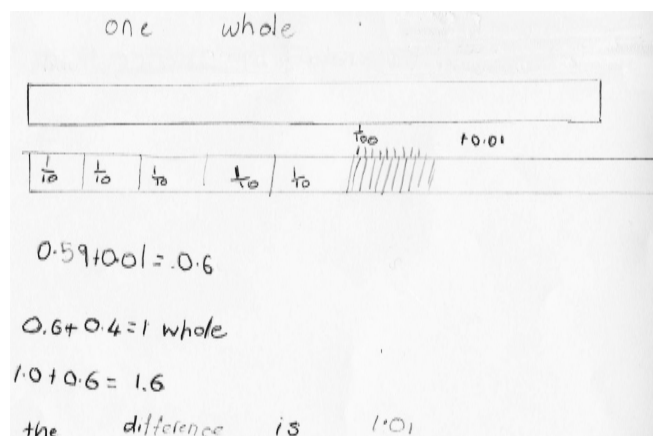 one whole
1/100 +0.01
1/10 1/10 1/10 1/10 1/10
0.59+0.01=0.6
0.6+0.4=1 whole
1.0+0.6=1.6
the difference is 1.01